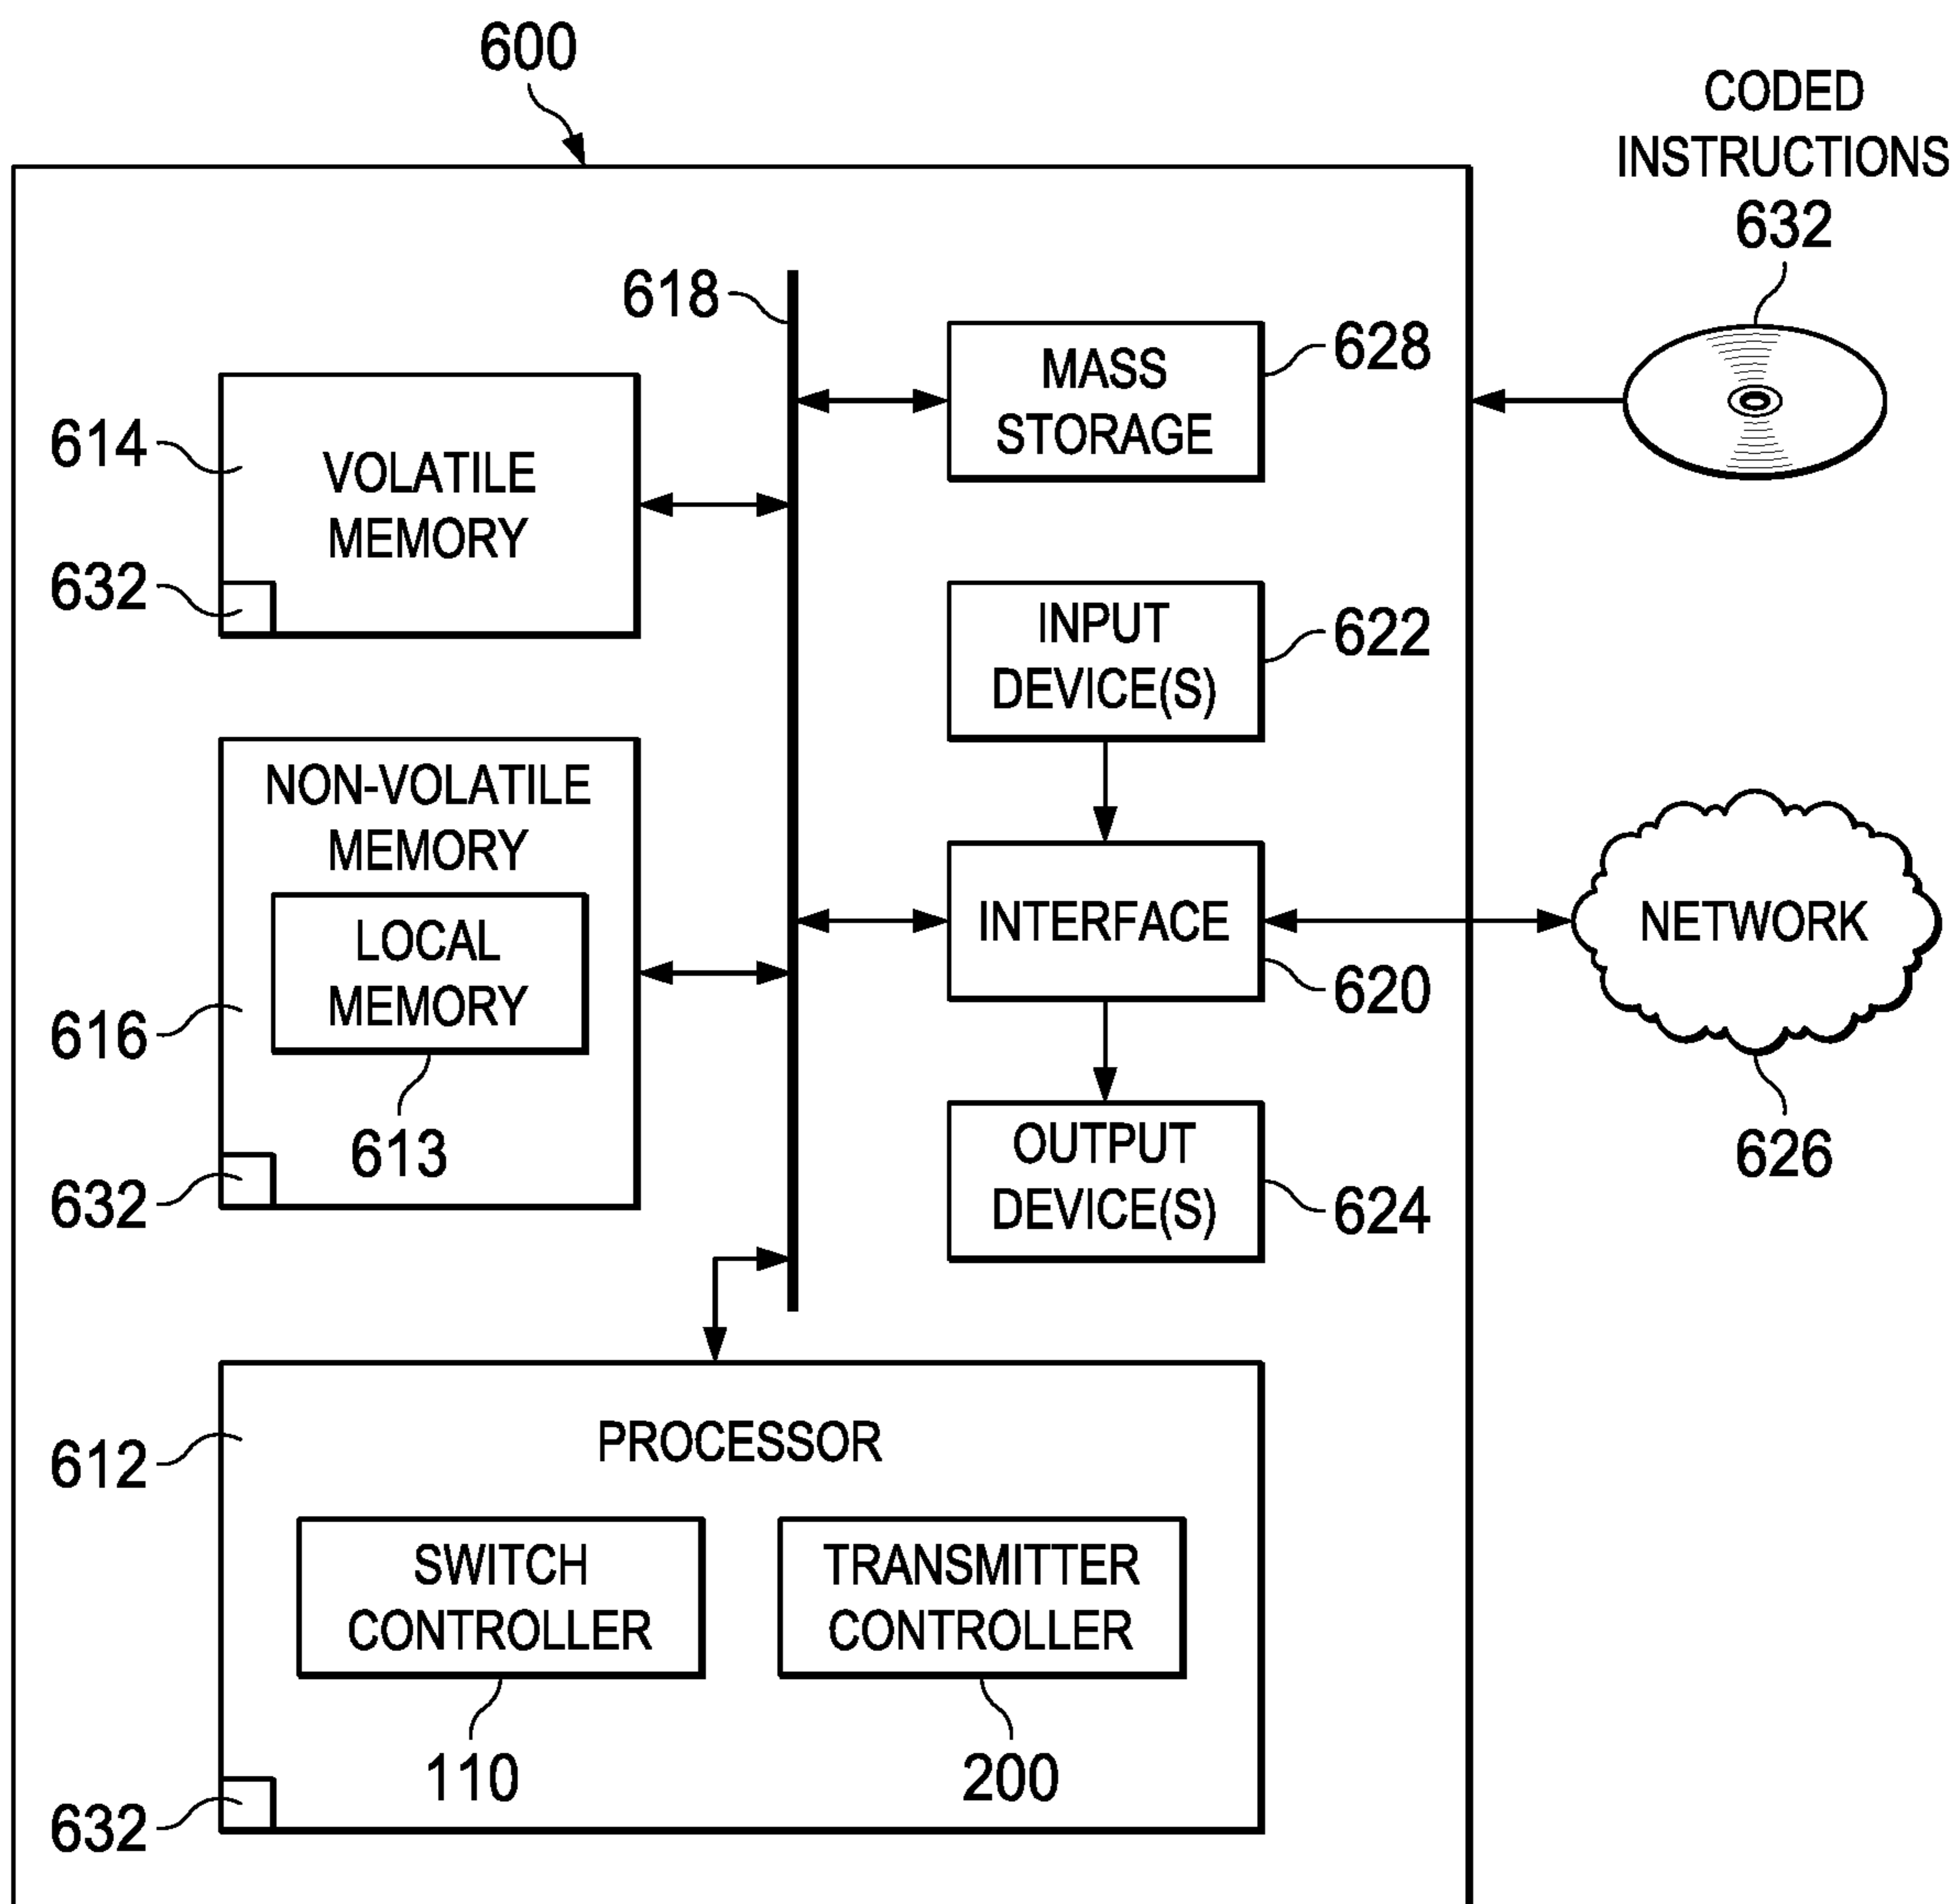 600
CODED
INSTRUCTIONS
632
618
MASS
STORAGE
628
614
VOLATILE
MEMORY
632
INPUT
DEVICE(S)
622
NON-VOLATILE
MEMORY
LOCAL
MEMORY
616
613
632
INTERFACE
620
NETWORK
626
OUTPUT
DEVICE(S)
624
612
PROCESSOR
SWITCH
CONTROLLER
110
TRANSMITTER
CONTROLLER
200
632